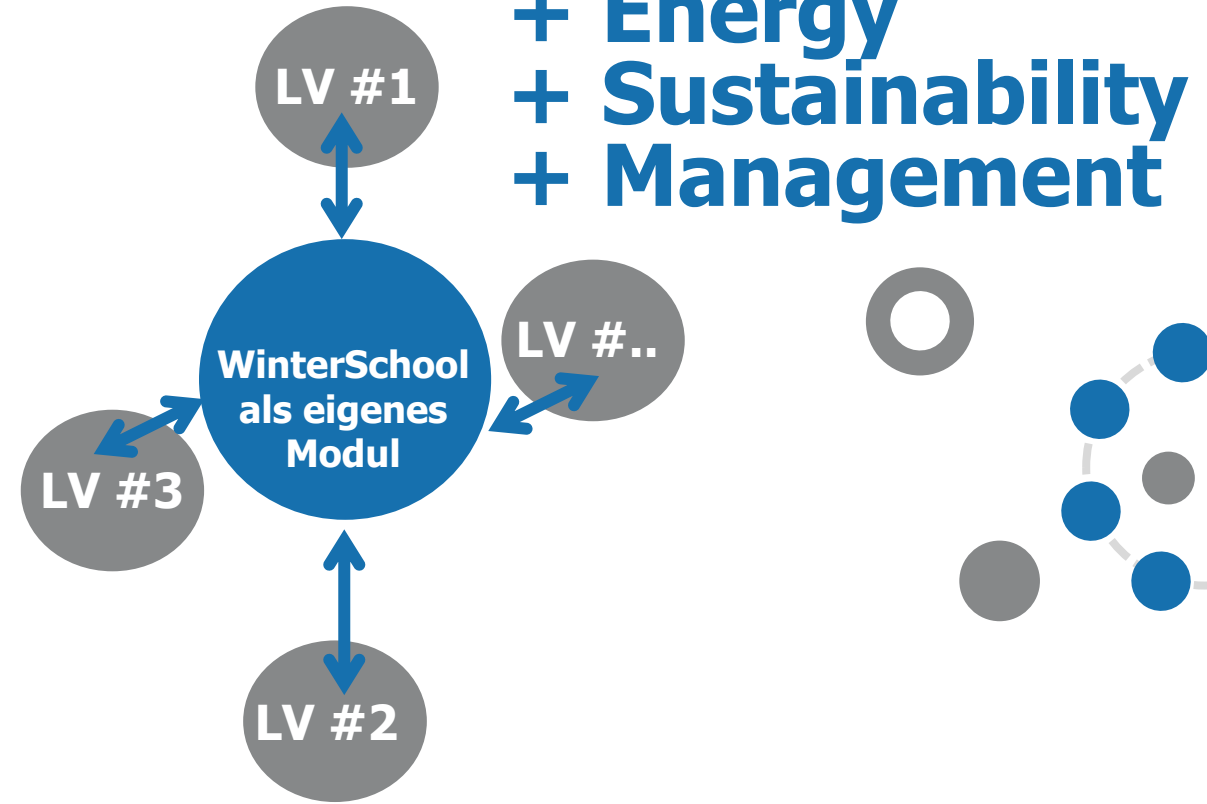 + Energy
+ Sustainability
+ Management
LV #1
LV #..
WinterSchool
als eigenes
Modul
LV #3
LV #2